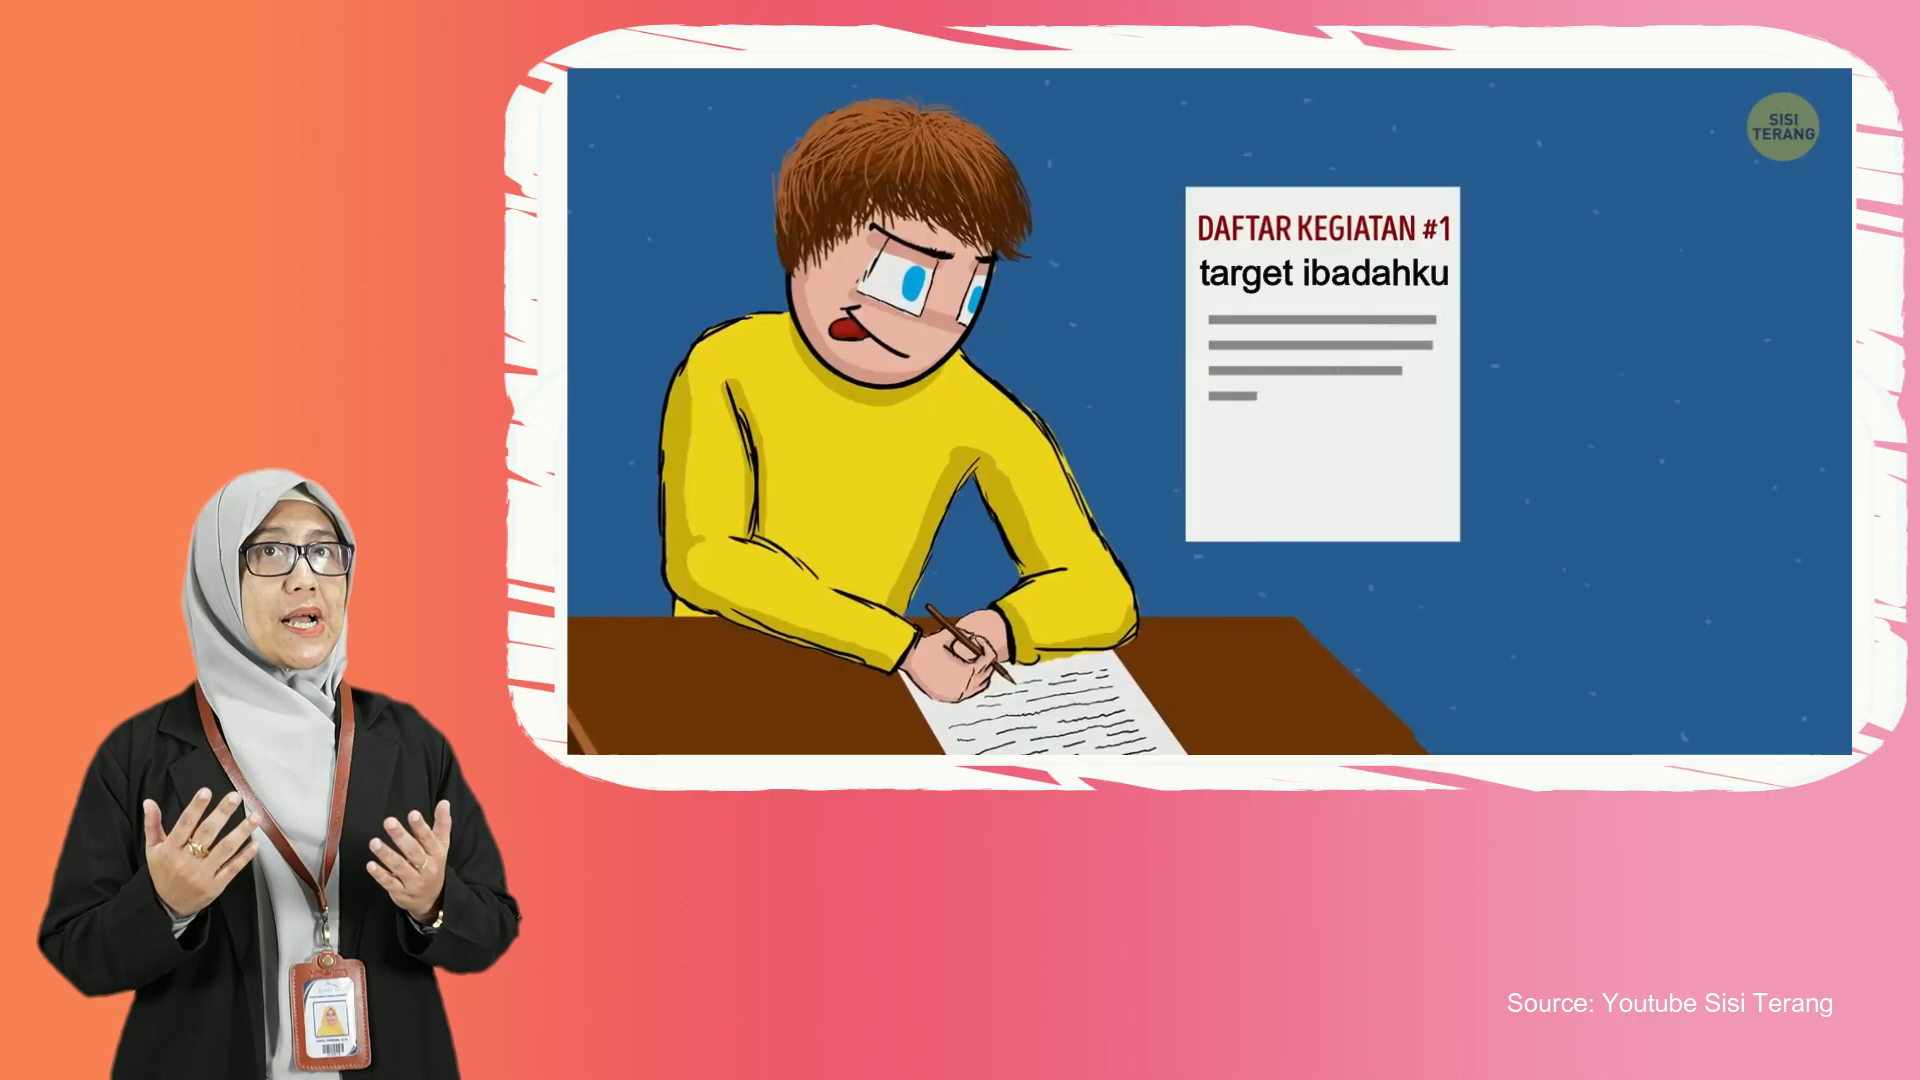 SISI
TERANG
DAFTAR KEGIATAN #1
target ibadahku
Source: Youtube Sisi Terang